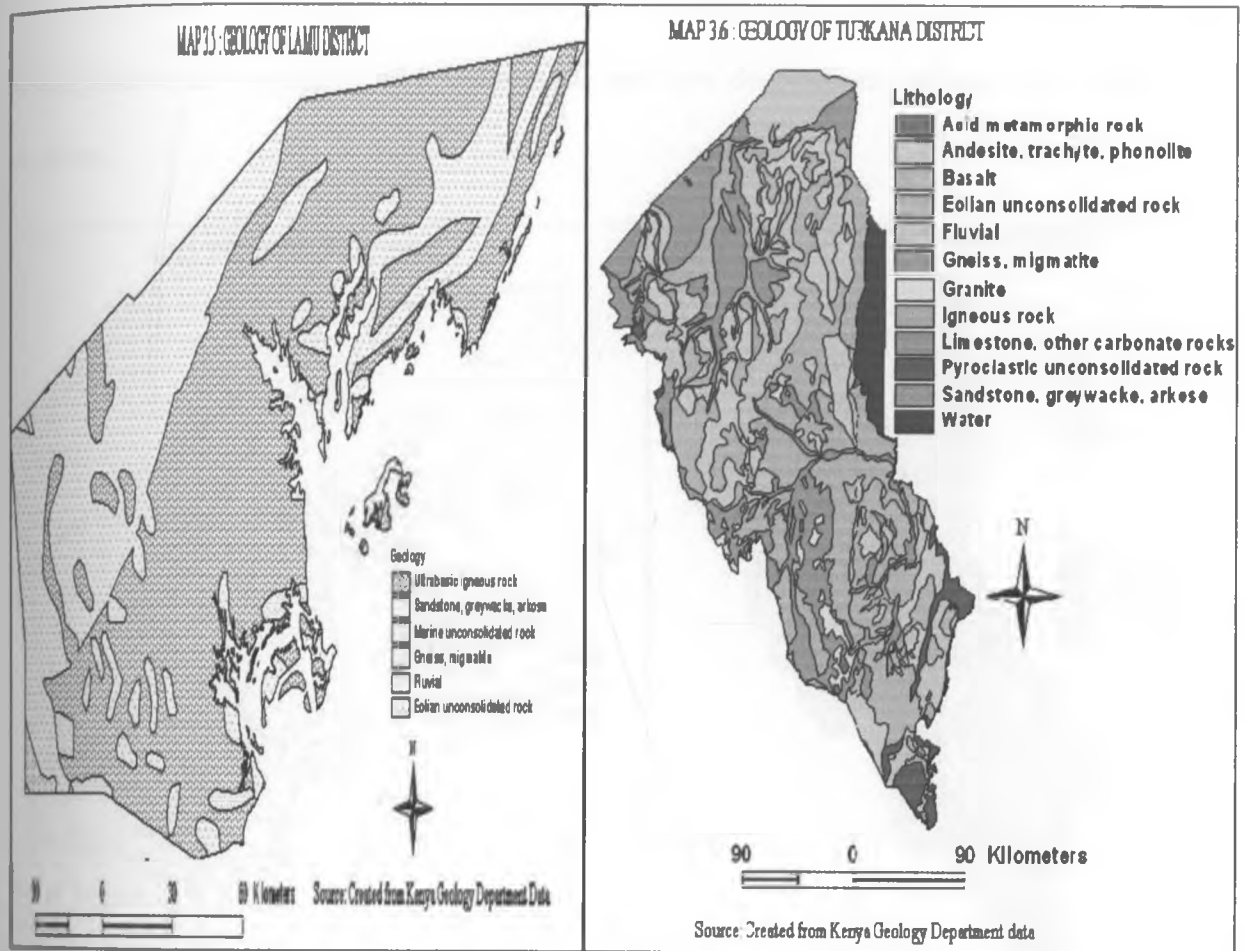 MAP 3.5 : GEOLOGY OF LAMU DISTRICT
Geology
Ultrabasic igneous rock
Sandstone, greywacke, arkose
Marine unconsolidated rock
Gneiss, migmatite
Fluvial
Eolian unconsolidated rock
N
0 30 60 Kilometers
Source: Created from Kenya Geology Department Data
MAP 3.6 : GEOLOGY OF TURKANA DISTRICT
Lithology
Acid metamorphic rock
Andesite, trachyte, phonolite
Basalt
Eolian unconsolidated rock
Fluvial
Gneiss, migmatite
Granite
Igneous rock
Limestone, other carbonate rocks
Pyroclastic unconsolidated rock
Sandstone, greywacke, arkose
Water
N
90 0 90 Kilometers
Source: Created from Kenya Geology Department data